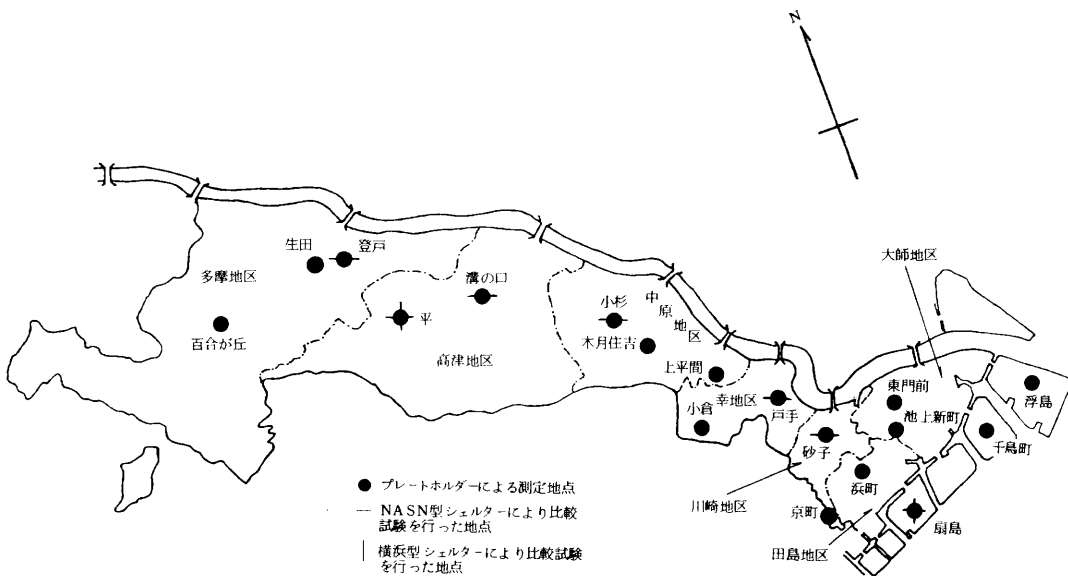 N
大師地区
生田
登戸
多摩地区
溝の口
平
百合が丘
高津地区
小杉
中原地区
木月住吉
上平間
幸地区
小倉
戸手
東門前
池上新町
浮島
千鳥町
砂子
浜町
川崎地区
京町
扇島
田島地区
プレートホルダーによる測定地点
NASN型シェルターにより比較
試験を行った地点
横浜型シェルターにより比較試験
を行った地点